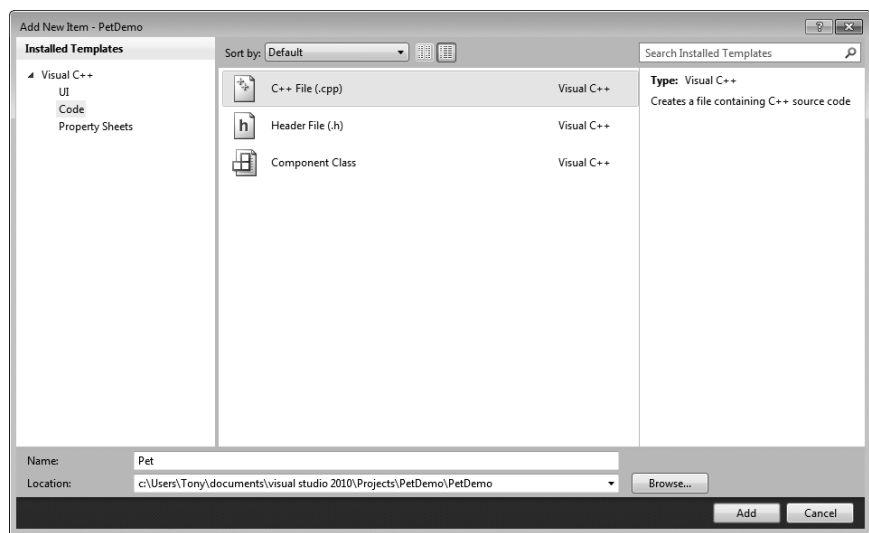 Add New Item - PetDemo
Installed Templates
Visual C++
UI
Code
Property Sheets
Sort by: Default
C++ File (.cpp) Visual C++
h Header File (.h) Visual C++
Component Class Visual C++
Search Installed Templates
Type: Visual C++
Creates a file containing C++ source code
Name: Pet
Location: c:\Users\Tony\documents\visual studio 2010\Projects\PetDemo\PetDemo
Browse...
Add Cancel